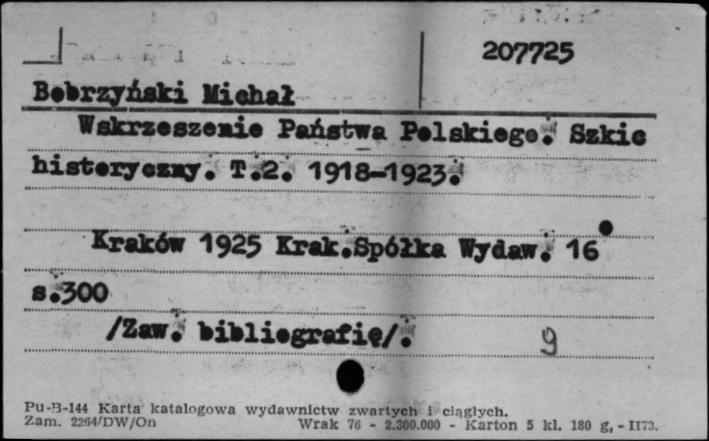 207725
Bobrzyński Michał
Wskrzeszenie Państwa Polskiego. Szkic
historyczny. T.2. 1918-1923.
Kraków 1925 Krak.Spółka Wydaw. 16°
s.300
/Zaw. bibliografię/.
9
Pu-B-144 Karta katalogowa wydawnictw zwartych i ciągłych.
Zam. 2264/DW/On Wrak 76 - 2.300.000 - Karton 5 kl. 180 g, - II73.